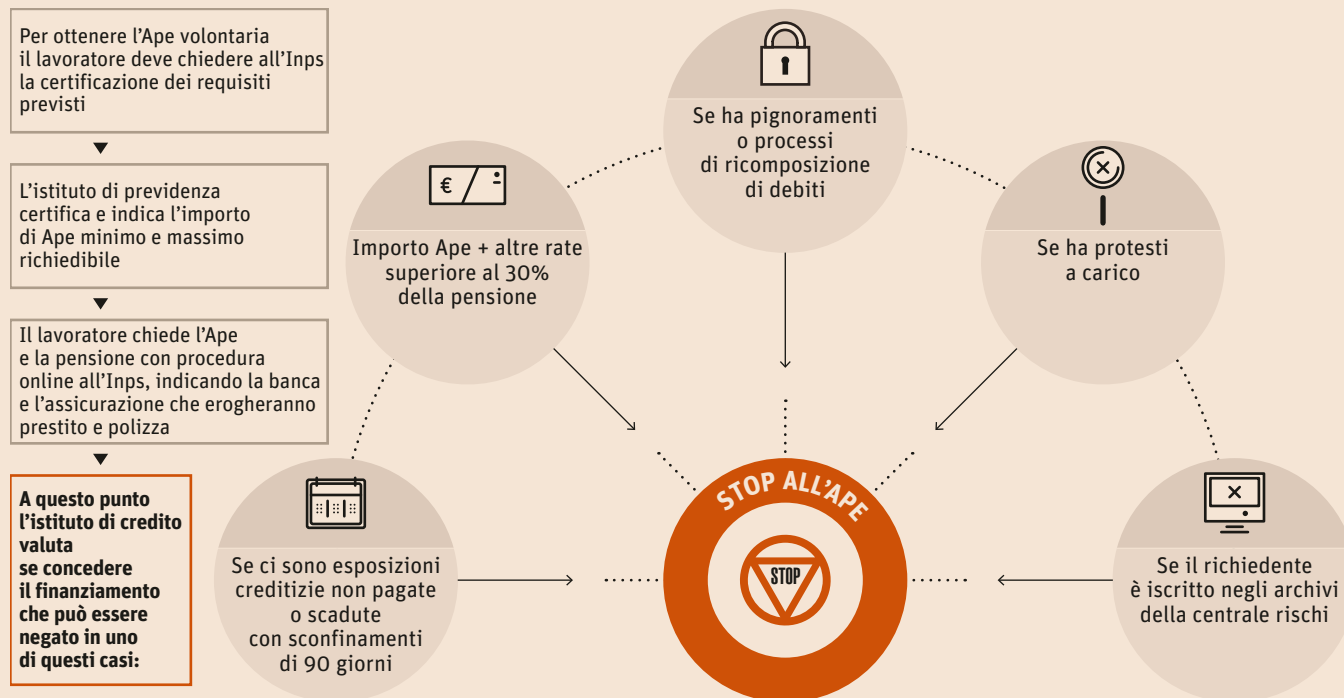 Per ottenere l'Ape volontaria
il lavoratore deve chiedere all'Inps
la certificazione dei requisiti
previsti
L'istituto di previdenza
certifica e indica l'importo
di Ape minimo e massimo
richiedibile
Il lavoratore chiede l'Ape
e la pensione con procedura
online all'Inps, indicando la banca
e l'assicurazione che erogheranno
prestito e polizza
A questo punto
l'istituto di credito
valuta
se concedere
il finanziamento
che può essere
negato in uno
di questi casi:
Se ci sono esposizioni
creditizie non pagate
o scadute
con sconfinamenti
di 90 giorni
€
Importo Ape + altre rate
superiore al 30%
della pensione
Se ha pignoramenti
o processi
di ricomposizione
di debiti
Se ha protesti
a carico
Se il richiedente
è iscritto negli archivi
della centrale rischi
STOP ALL'APE
STOP